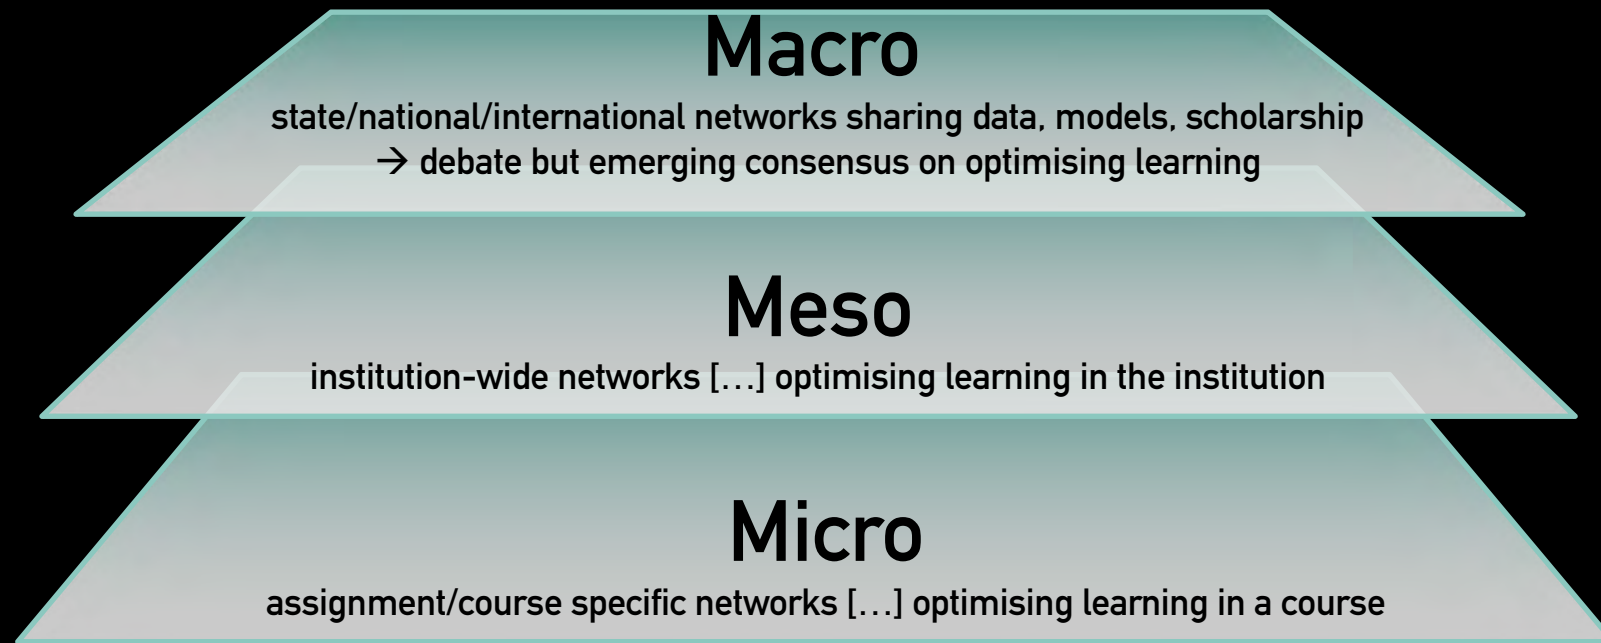 Macro
state/national/international networks sharing data, models, scholarship
→ debate but emerging consensus on optimising learning
Meso
institution-wide networks […] optimising learning in the institution
Micro
assignment/course specific networks […] optimising learning in a course